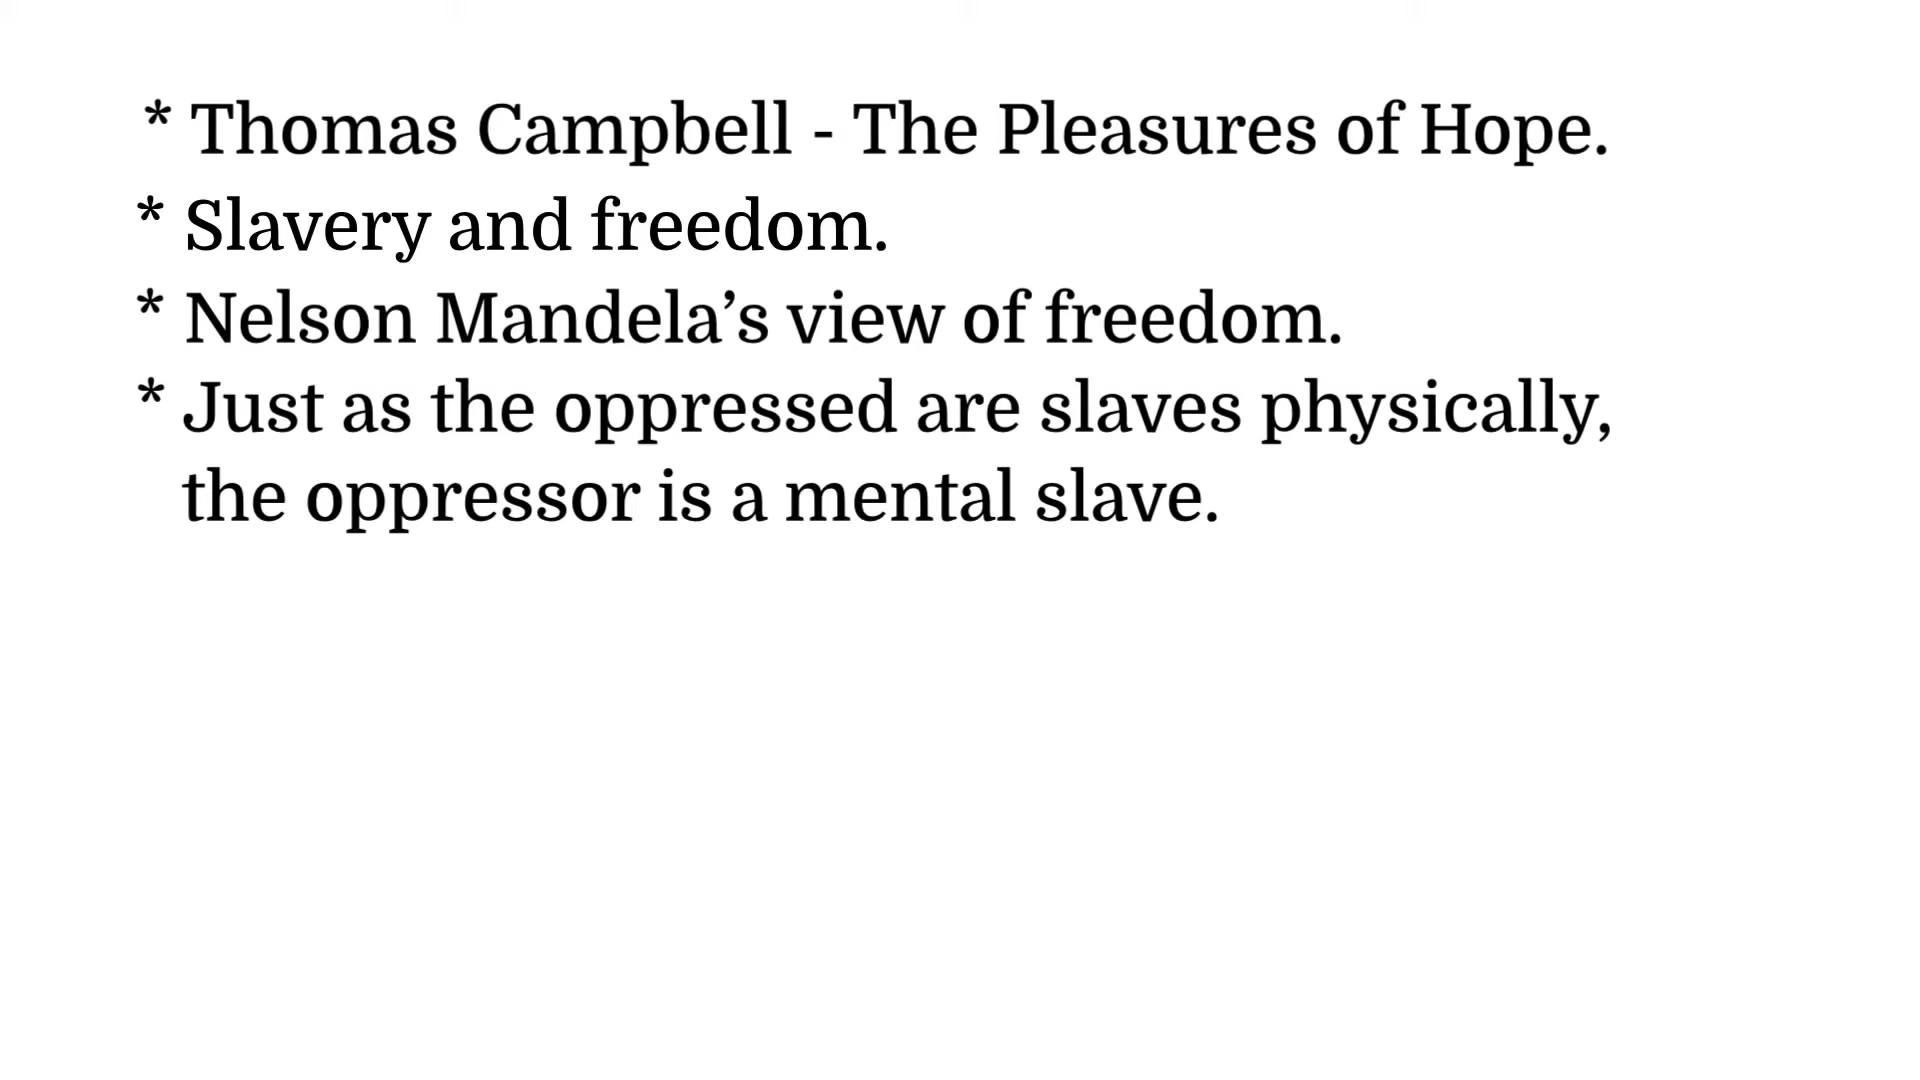 * Thomas Campbell - The Pleasures of Hope.
* Slavery and freedom.
* Nelson Mandela’s view of freedom.
* Just as the oppressed are slaves physically,
the oppressor is a mental slave.